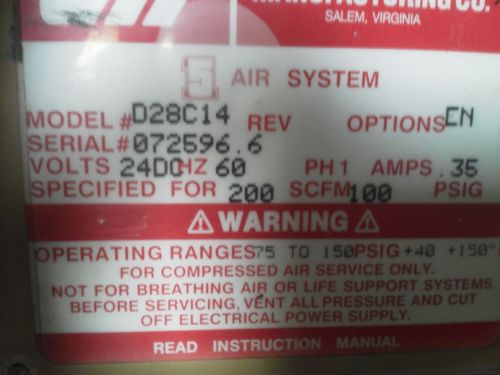 MANUFACTURING CO.
SALEM, VIRGINIA
AIR SYSTEM
MODEL # D28C14 REV OPTIONS CN
SERIAL# 072596.6
VOLTS 24DC HZ 60 PH 1 AMPS .35
SPECIFIED FOR 200 SCFM 100 PSIG
WARNING
OPERATING RANGES 75 TO 150 PSIG +40 +150°
FOR COMPRESSED AIR SERVICE ONLY.
NOT FOR BREATHING AIR OR LIFE SUPPORT SYSTEMS.
BEFORE SERVICING, VENT ALL PRESSURE AND CUT
OFF ELECTRICAL POWER SUPPLY.
READ INSTRUCTION MANUAL